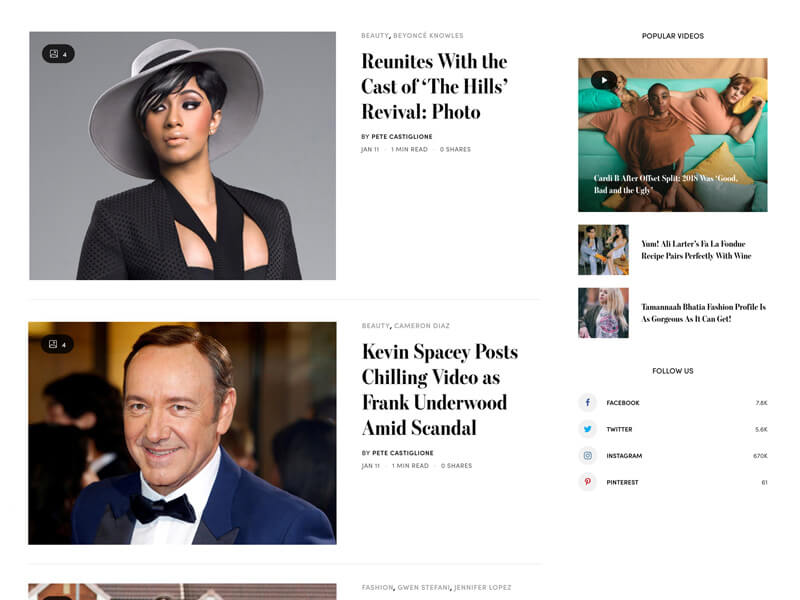 4
BEAUTY, BEYONCÉ KNOWLES
Reunites With the
Cast of ‘The Hills’
Revival: Photo
BY PETE CASTIGLIONE
JAN 11 · 1 MIN READ · 0 SHARES
4
BEAUTY, CAMERON DIAZ
Kevin Spacey Posts
Chilling Video as
Frank Underwood
Amid Scandal
BY PETE CASTIGLIONE
JAN 11 · 1 MIN READ · 0 SHARES
FASHION, GWEN STEFANI, JENNIFER LOPEZ
POPULAR VIDEOS
Cardi B After Offset Split: 2018 Was ‘Good,
Bad and the Ugly’
Yum! Ali Larter’s Fa La Fondue
Recipe Pairs Perfectly With Wine
Tamannaah Bhatia Fashion Profile Is
As Gorgeous As It Can Get!
FOLLOW US
FACEBOOK 7.8K
TWITTER 5.6K
INSTAGRAM 670K
PINTEREST 61